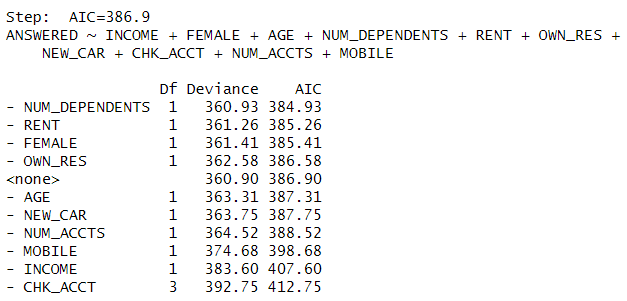 Step:  AIC=386.9
ANSWERED ~ INCOME + FEMALE + AGE + NUM_DEPENDENTS + RENT + OWN_RES +
    NEW_CAR + CHK_ACCT + NUM_ACCTS + MOBILE

                 Df Deviance    AIC
- NUM_DEPENDENTS  1   360.93 384.93
- RENT            1   361.26 385.26
- FEMALE          1   361.41 385.41
- OWN_RES         1   362.58 386.58
<none>                360.90 386.90
- AGE             1   363.31 387.31
- NEW_CAR         1   363.75 387.75
- NUM_ACCTS       1   364.52 388.52
- MOBILE          1   374.68 398.68
- INCOME          1   383.60 407.60
- CHK_ACCT        3   392.75 412.75